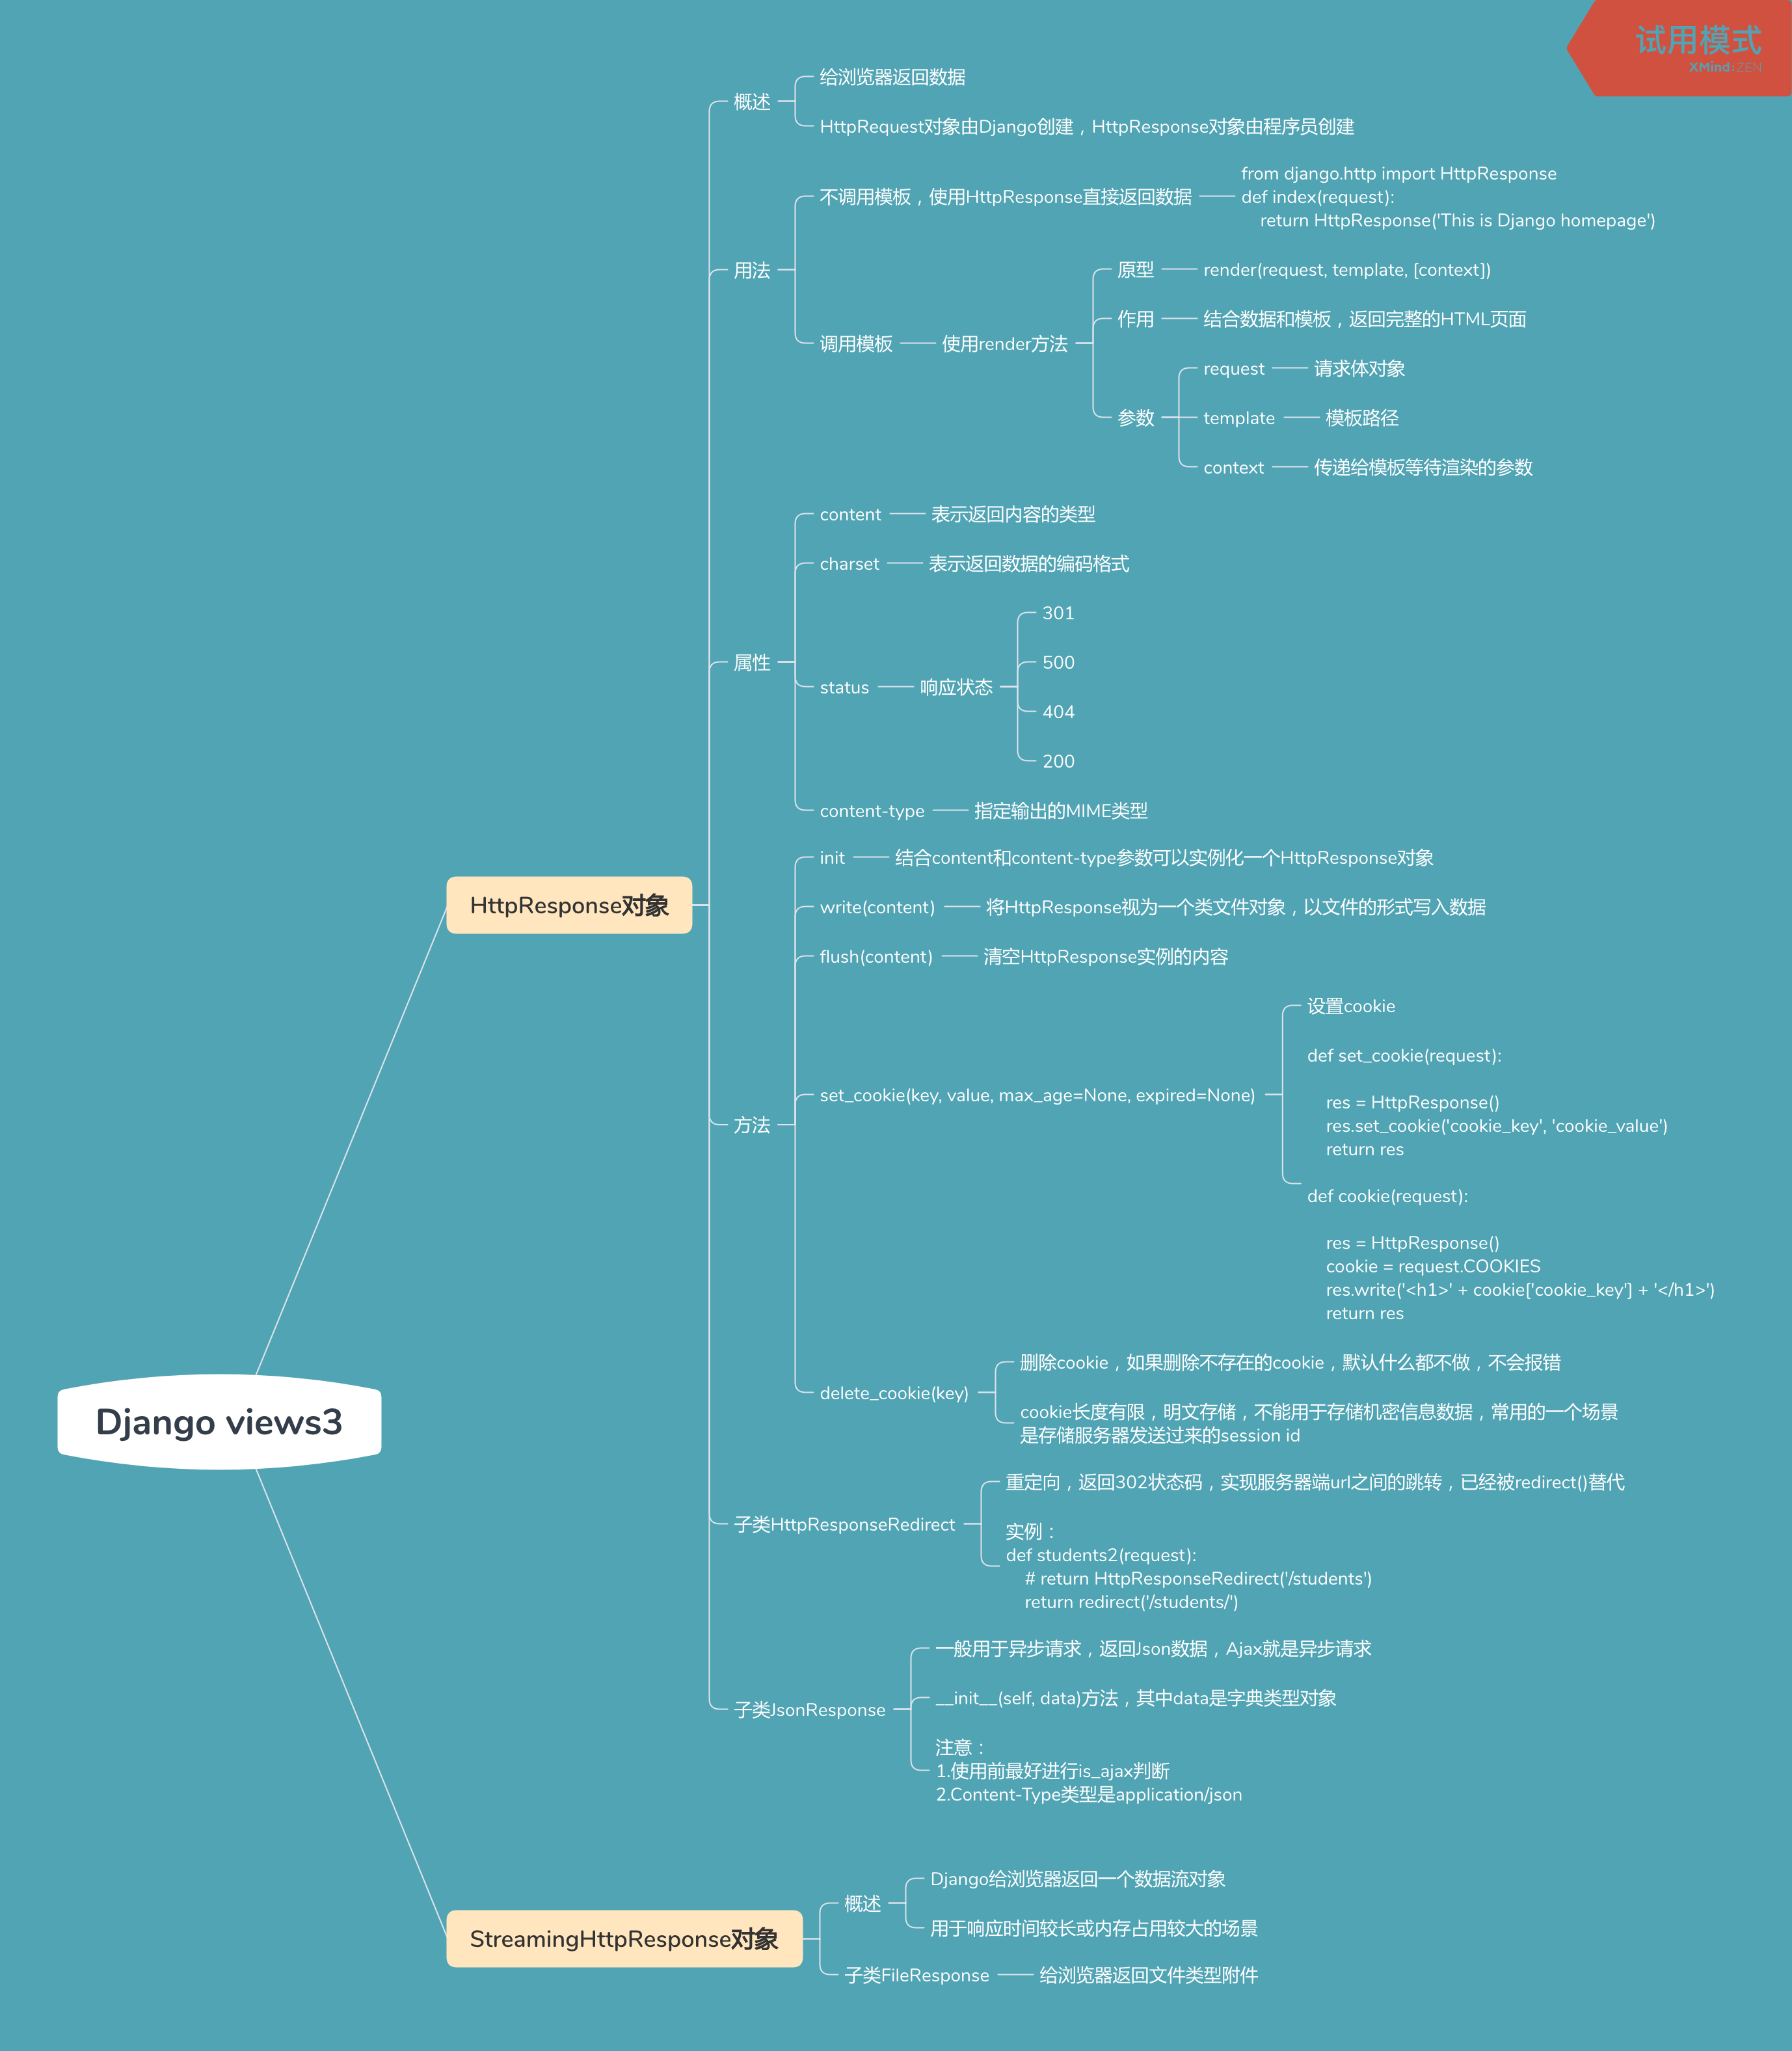 试用模式
XMind:ZEN
给浏览器返回数据
概述
HttpRequest对象由Django创建，HttpResponse对象由程序员创建
from django.http import HttpResponse
不调用模板，使用HttpResponse直接返回数据
def index(request):
return HttpResponse('This is Django homepage')
用法
原型
render(request, template, [context])
作用
结合数据和模板，返回完整的HTML页面
调用模板
使用render方法
request
请求体对象
参数
template
模板路径
context
传递给模板等待渲染的参数
content
表示返回内容的类型
charset
表示返回数据的编码格式
301
属性
500
status
响应状态
404
200
content-type
指定输出的MIME类型
init
结合content和content-type参数可以实例化一个HttpResponse对象
HttpResponse对象
write(content)
将HttpResponse视为一个类文件对象，以文件的形式写入数据
flush(content)
清空HttpResponse实例的内容
设置cookie
def set_cookie(request):
set_cookie(key, value, max_age=None, expired=None)
res = HttpResponse()
方法
res.set_cookie('cookie_key', 'cookie_value')
return res
def cookie(request):
res = HttpResponse()
cookie = request.COOKIES
res.write('<h1>' + cookie['cookie_key'] + '</h1>')
return res
删除cookie，如果删除不存在的cookie，默认什么都不做，不会报错
delete_cookie(key)
cookie长度有限，明文存储，不能用于存储机密信息数据，常用的一个场景
是存储服务器发送过来的session id
Django views3
重定向，返回302状态码，实现服务器端url之间的跳转，已经被redirect()替代
子类HttpResponseRedirect
实例：
def students2(request):
# return HttpResponseRedirect('/students')
return redirect('/students/')
一般用于异步请求，返回Json数据，Ajax就是异步请求
__init__(self, data)方法，其中data是字典类型对象
子类JsonResponse
注意：
1.使用前最好进行is_ajax判断
2.Content-Type类型是application/json
Django给浏览器返回一个数据流对象
概述
用于响应时间较长或内存占用较大的场景
StreamingHttpResponse对象
子类FileResponse
给浏览器返回文件类型附件